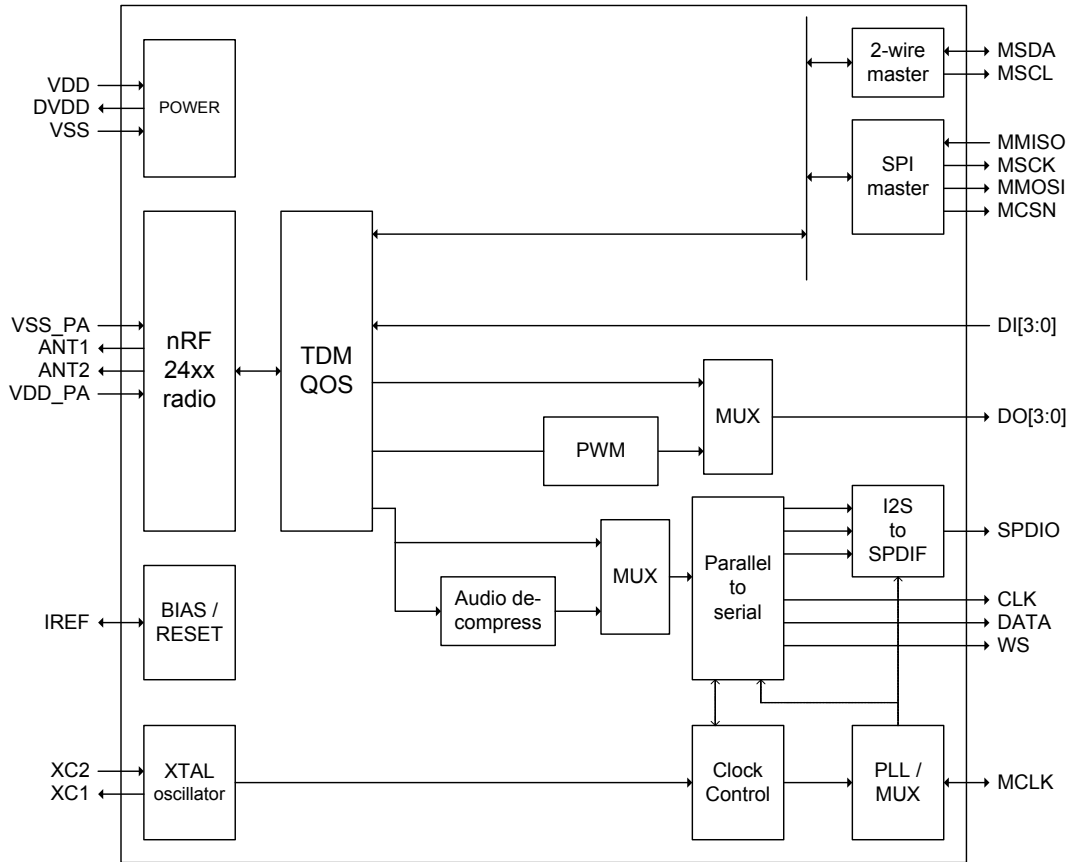 VDD
DVDD
VSS
POWER
2-wire
master
MSDA
MSCL
SPI
master
MMISO
MSCK
MMOSI
MCSN
VSS_PA
ANT1
ANT2
VDD_PA
nRF
24xx
radio
TDM
QOS
DI[3:0]
MUX
DO[3:0]
PWM
I2S
to
SPDIF
SPDIO
Parallel
to
serial
MUX
Audio de-
compress
CLK
DATA
WS
IREF
BIAS /
RESET
XC2
XC1
XTAL
oscillator
Clock
Control
PLL /
MUX
MCLK